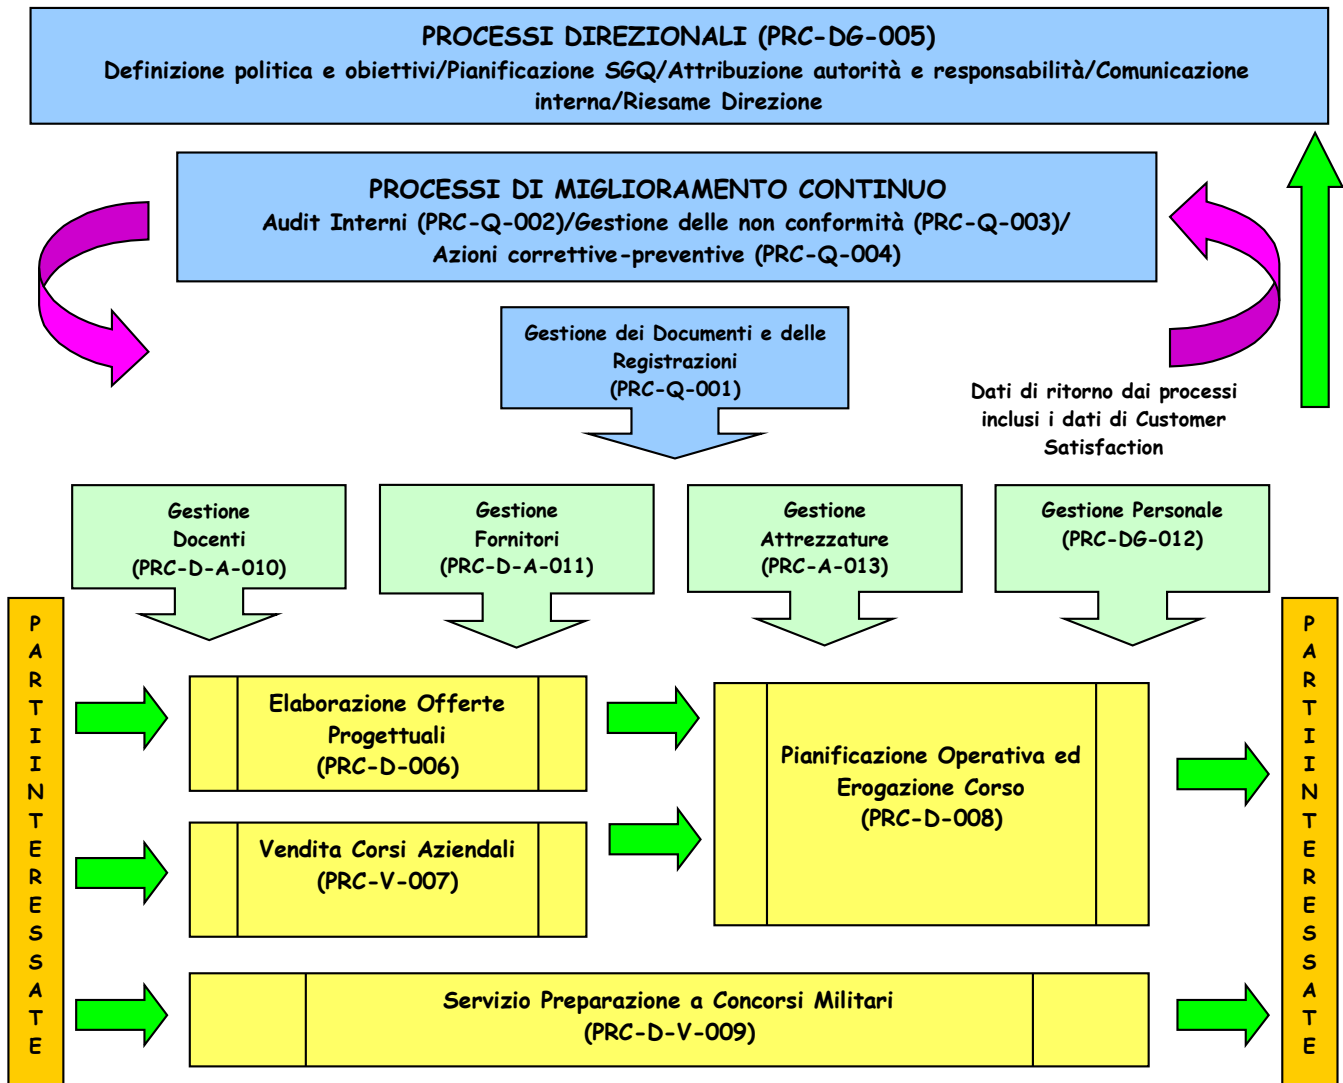 PROCESSI DIREZIONALI (PRC-DG-005)
Definizione politica e obiettivi/Pianificazione SGQ/Attribuzione autorità e responsabilità/Comunicazione
interna/Riesame Direzione
PROCESSI DI MIGLIORAMENTO CONTINUO
Audit Interni (PRC-Q-002)/Gestione delle non conformità (PRC-Q-003)/
Azioni correttive-preventive (PRC-Q-004)
Gestione dei Documenti e delle
Registrazioni
(PRC-Q-001)
Dati di ritorno dai processi
inclusi i dati di Customer
Satisfaction
Gestione
Docenti
(PRC-D-A-010)
Gestione
Fornitori
(PRC-D-A-011)
Gestione
Attrezzature
(PRC-A-013)
Gestione Personale
(PRC-DG-012)
P
A
R
T
I
I
N
T
E
R
E
S
S
A
T
E
Elaborazione Offerte
Progettuali
(PRC-D-006)
Vendita Corsi Aziendali
(PRC-V-007)
Pianificazione Operativa ed
Erogazione Corso
(PRC-D-008)
Servizio Preparazione a Concorsi Militari
(PRC-D-V-009)
P
A
R
T
I
I
N
T
E
R
E
S
S
A
T
E